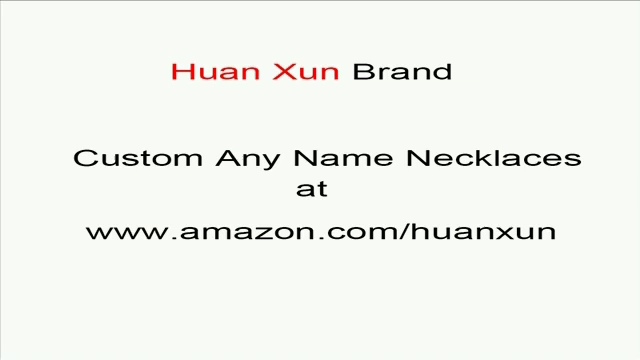 Huan Xun Brand
Custom Any Name Necklaces
at
www.amazon.com/huanxun